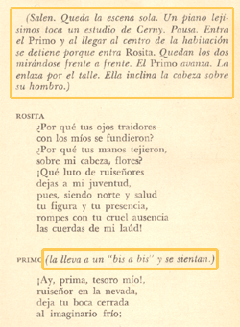 (Salen. Queda la escena sola. Un piano lejí-
simos toca un estudio de Cerny. Pausa. Entra
el Primo y al llegar al centro de la habitación
se detiene porque entra Rosita. Quedan los dos
mirándose frente a frente. El Primo avanza. La
enlaza por el talle. Ella inclina la cabeza sobre
su hombro.)
ROSITA
¿Por qué tus ojos traidores
con los míos se fundieron?
¿Por qué tus manos tejieron,
sobre mi cabeza, flores?
¡Qué luto de ruiseñores
dejas a mi juventud,
pues, siendo norte y salud
tu figura y tu presencia,
rompes con tu cruel ausencia
las cuerdas de mi laúd!
PRIMO (la lleva a un "bis a bis" y se sientan.)
¡Ay, prima, tesoro mío!,
ruiseñor en la nevada,
deja tu boca cerrada
al imaginario frío;